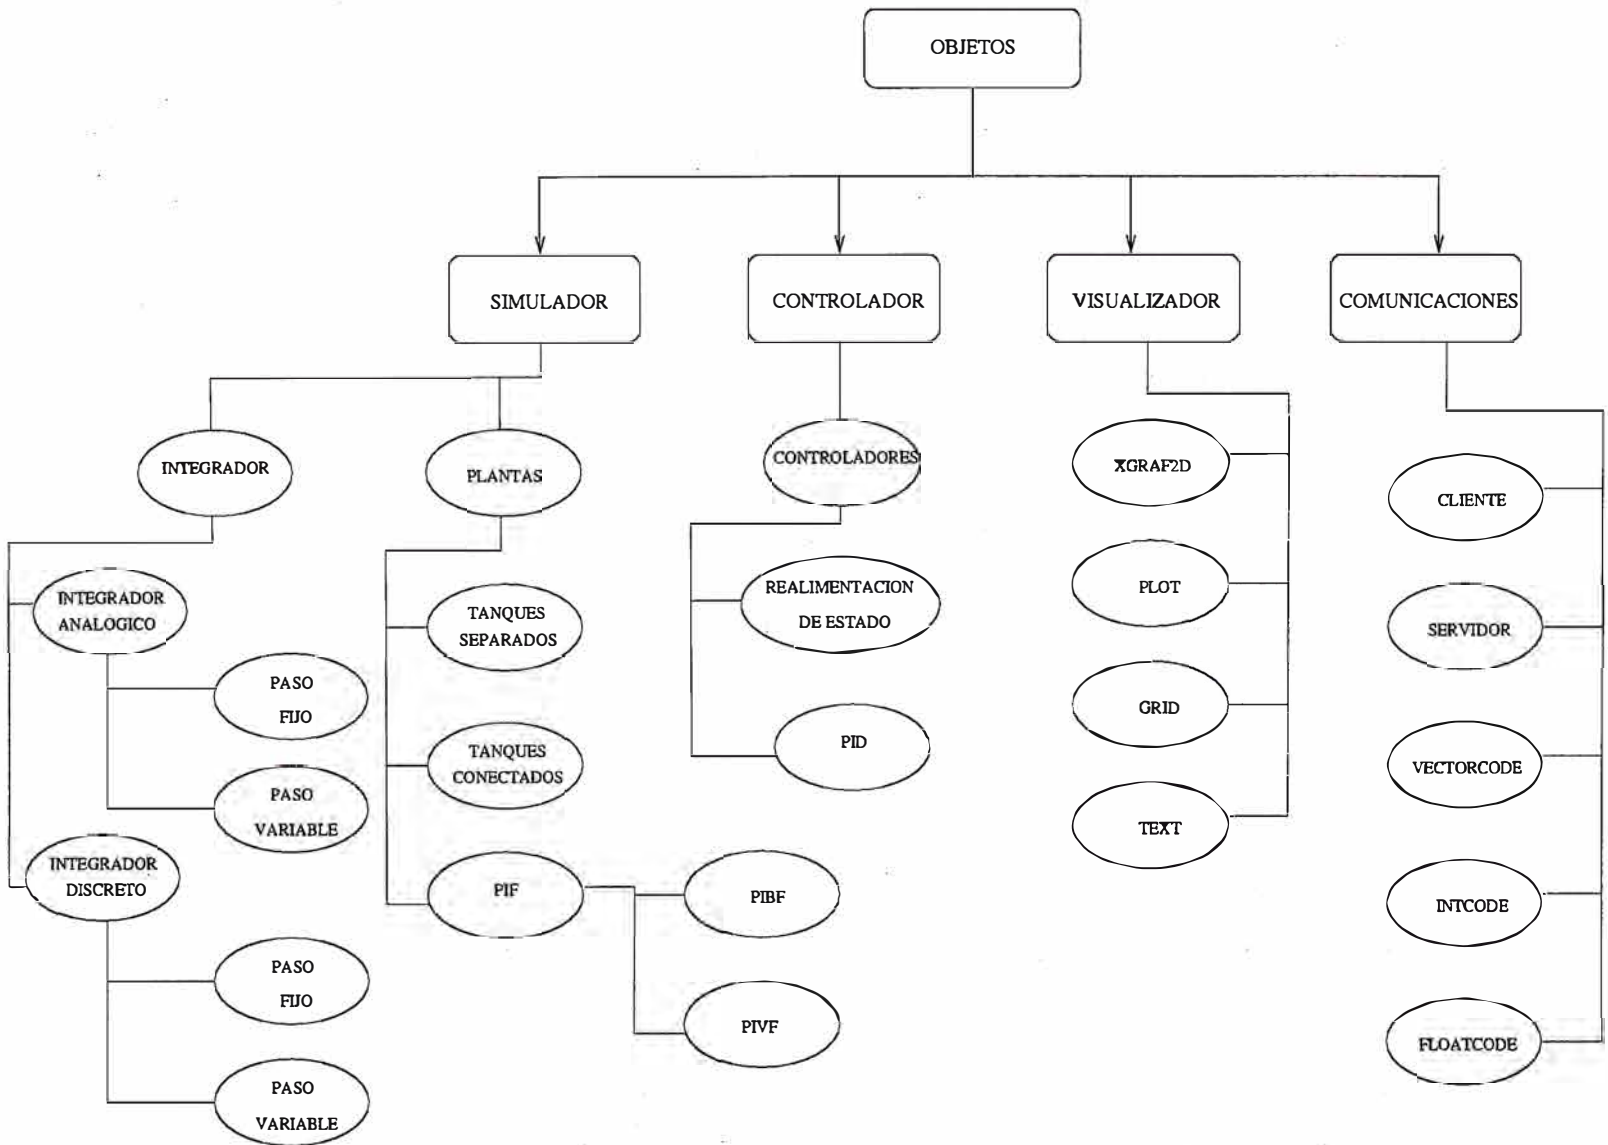 OBJETOS
SIMULADOR
CONTROLADOR
VISUALIZADOR
COMUNICACIONES
INTEGRADOR
PLANTAS
CONTROLADORES
XGRAF2D
CLIENTE
INTEGRADOR
ANALOGICO
TANQUES
SEPARADOS
REALIMENTACION
DE ESTADO
PLOT
SERVIDOR
PASO
FIJO
TANQUES
CONECTADOS
PID
GRID
VECTORCODE
PASO
VARIABLE
TEXT
INTEGRADOR
DISCRETO
PIF
PIBF
INTCODE
PASO
FIJO
PIVF
FLOATCODE
PASO
VARIABLE